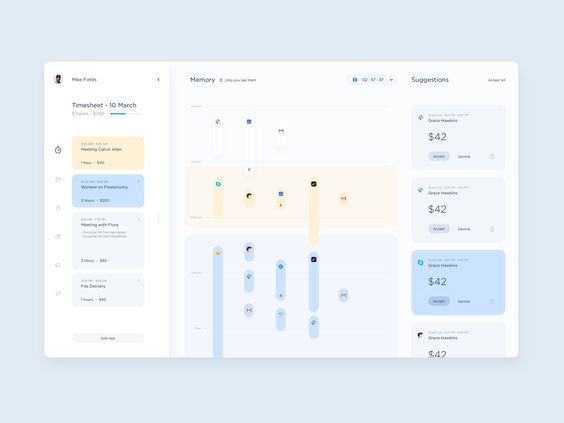 Mike Fields
Timesheet - 10 March
5 hours - $350
Meeting Calvin Allen
1 hour - $40
Worked on Fleetonomy
5 hours - $200
Meeting with Flora
2 hours - $80
File Delivery
1 hour - $40
Add new
Memory
Only you see them
02 : 57 : 37
Suggestions
Accept All
Grace Hawkins
$42
Accept
Decline
Grace Hawkins
$42
Accept
Decline
Grace Hawkins
$42
Accept
Decline
Grace Hawkins
$42